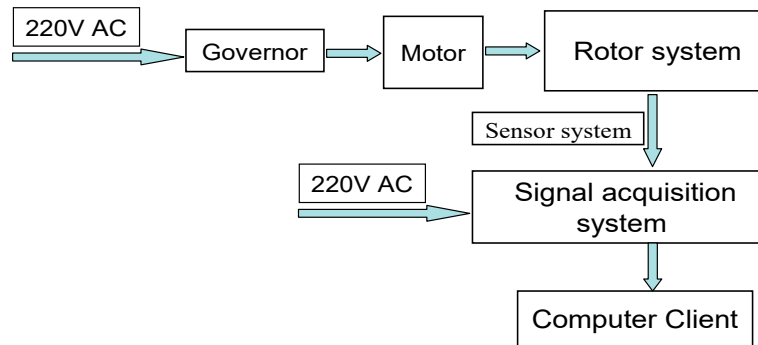 220V AC
Governor
Motor
Rotor system
Sensor system
220V AC
Signal acquisition
system
Computer Client